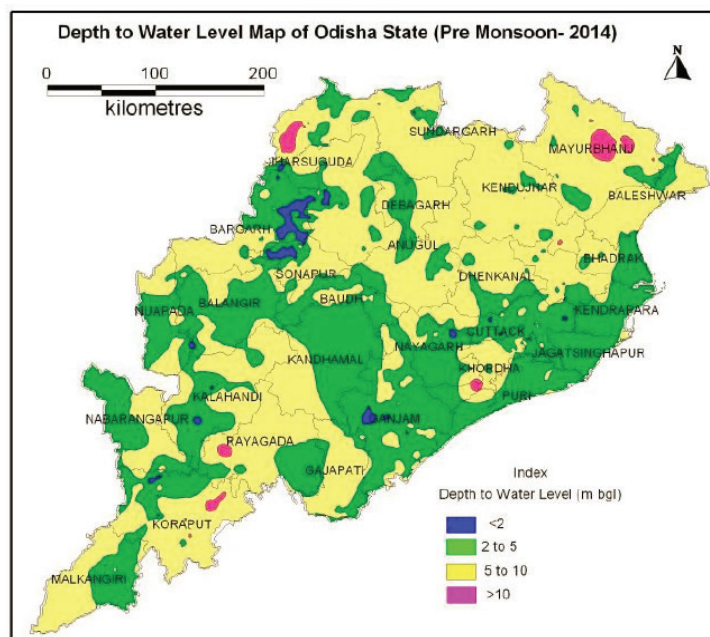 Depth to Water Level Map of Odisha State (Pre Monsoon- 2014)
N
0 100 200
kilometres
SUNDARGARH
JHARSUGUDA
MAYURBHANJ
KENDUJHAR
BALESHWAR
DEBAGARH
BARGARH
ANUGUL
BHADRAK
SONAPUR
DHENKANAL
BAUDH
BALANGIR
NUAPADA
KENDRAPARA
CUTTACK
NAYAGARH
JAGATSINGHAPUR
KANDHAMAL
KHORDHA
KALAHANDI
PURI
NABARANGAPUR
GANJAM
RAYAGADA
GAJAPATI
Index
Depth to Water Level (m bgl)
<2
2 to 5
5 to 10
>10
KORAPUT
MALKANGIRI